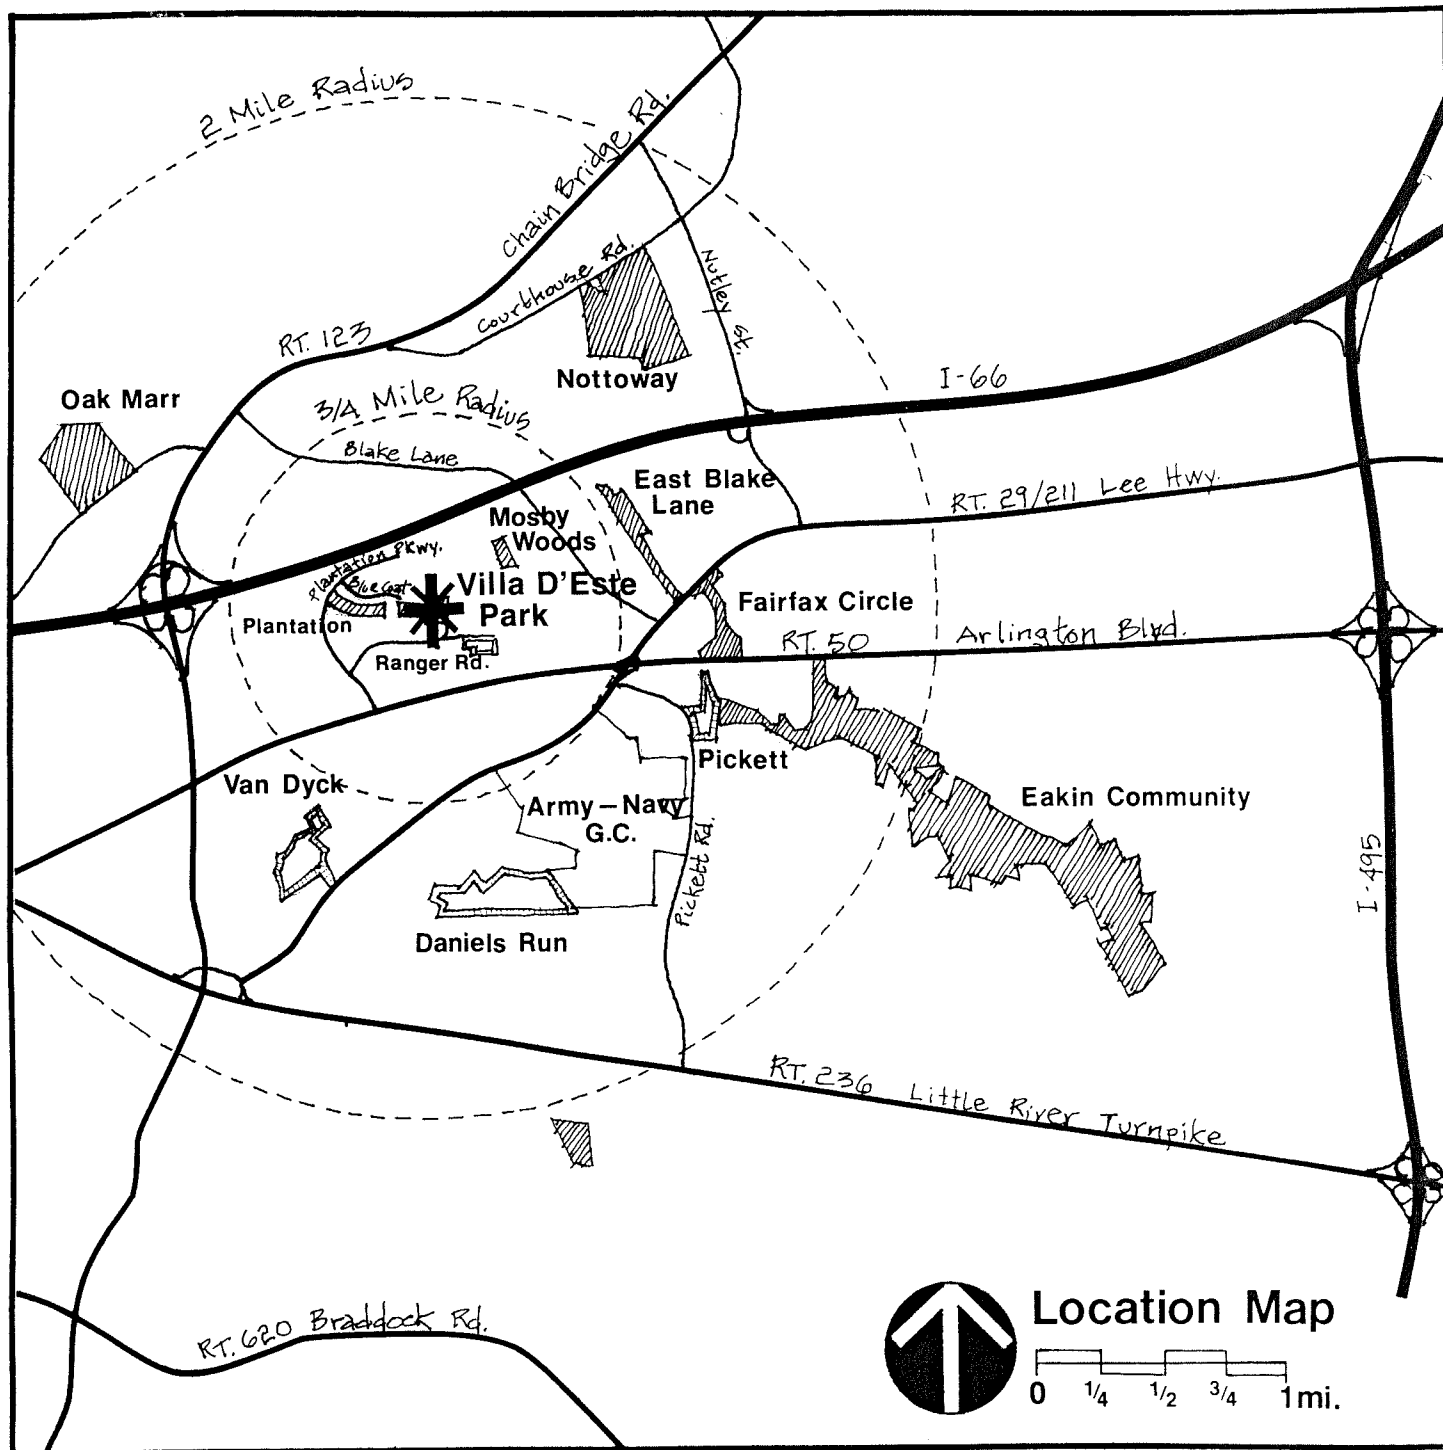 2 Mile Radius
Chain Bridge Rd.
Courthouse Rd.
Nutley St.
RT. 123
Nottoway
I-66
Oak Marr
3/4 Mile Radius
Blake Lane
East Blake
Lane
RT. 29/211 Lee Hwy.
Mosby
Woods
Plantation Pkwy.
Blue Coat
Villa D'Este
Park
Fairfax Circle
Plantation
RT. 50 Arlington Blvd.
Ranger Rd.
Pickett
Van Dyck
Army-Navy
G.C.
Eakin Community
Pickett Rd.
I-495
Daniels Run
RT. 236 Little River Turnpike
RT. 620 Braddock Rd.
Location Map
0 1/4 1/2 3/4 1 mi.